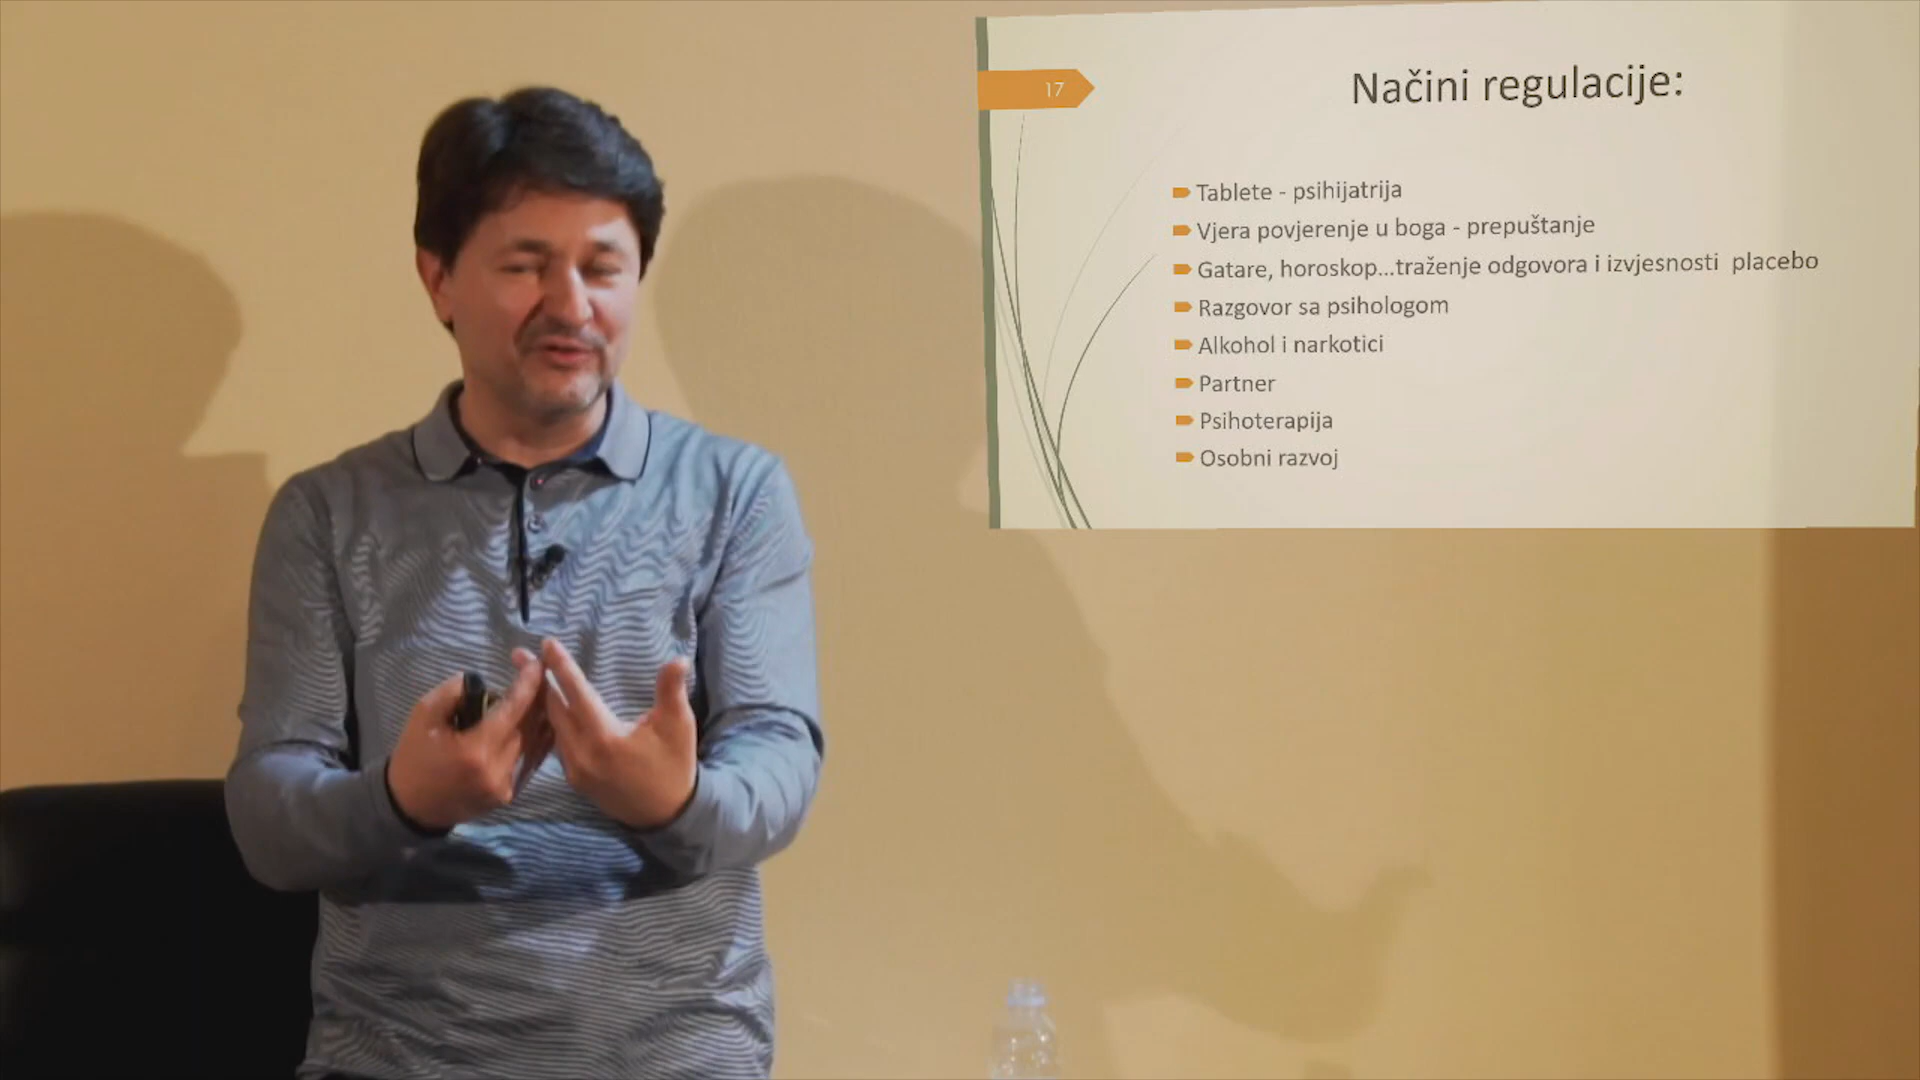 17
Načini regulacije:
Tablete - psihijatrija
Vjera povjerenje u boga - prepuštanje
Gatare, horoskop...traženje odgovora i izvjesnosti placebo
Razgovor sa psihologom
Alkohol i narkotici
Partner
Psihoterapija
Osobni razvoj